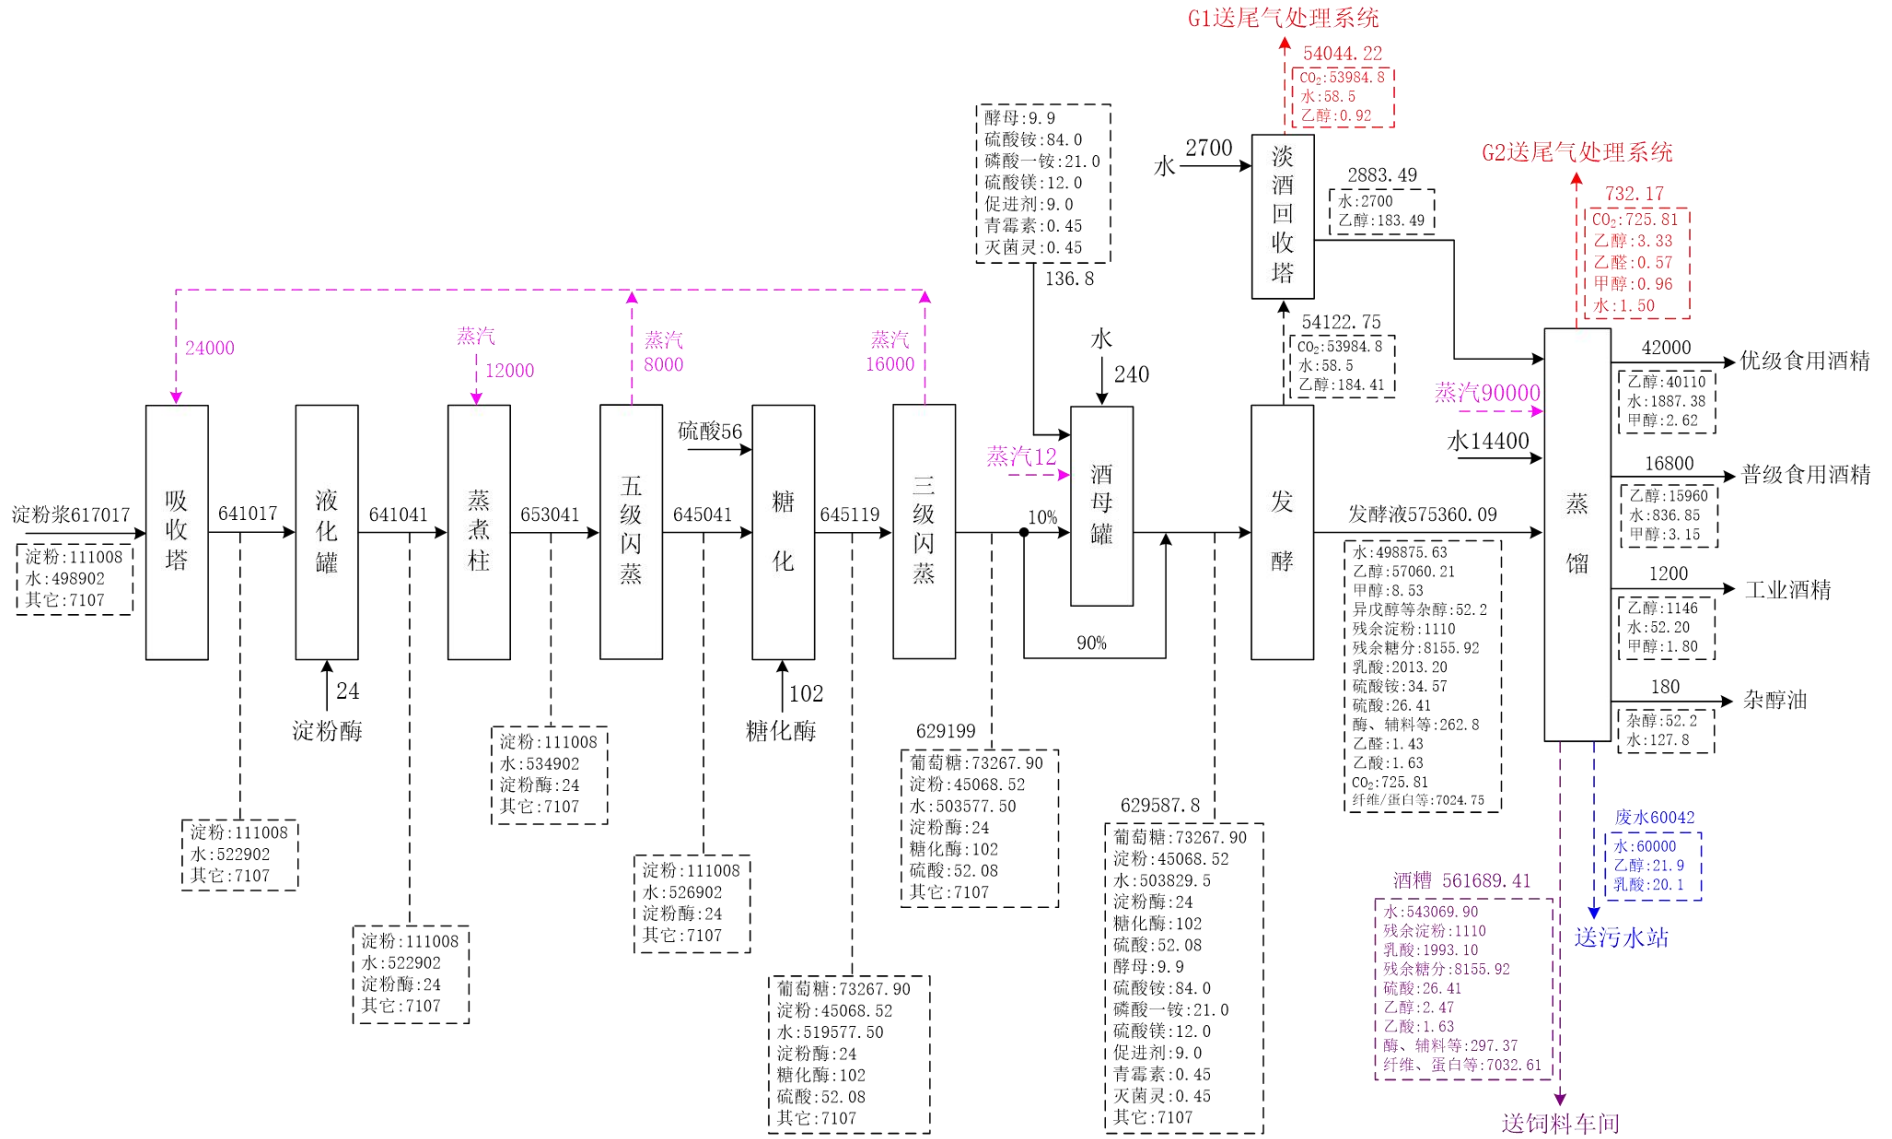 G1送尾气处理系统
54044.22
CO₂:53984.8
水:58.5
乙醇:0.92
酵母:9.9
硫酸铵:84.0
磷酸一铵:21.0
硫酸镁:12.0
促进剂:9.0
青霉素:0.45
灭菌灵:0.45
136.8
水
2700
淡酒回收塔
2883.49
水:2700
乙醇:183.49
G2送尾气处理系统
732.17
CO₂:725.81
乙醇:3.33
乙醛:0.57
甲醇:0.96
水:1.50
54122.75
CO₂:53984.8
水:58.5
乙醇:184.41
24000
蒸汽
12000
蒸汽
8000
蒸汽
16000
水
240
硫酸56
蒸汽12
蒸汽90000
水14400
淀粉浆617017
淀粉:111008
水:498902
其它:7107
吸收塔
641017
液化罐
641041
蒸煮柱
653041
五级闪蒸
645041
糖化
645119
三级闪蒸
10%
90%
酒母罐
发酵
发酵液575360.09
蒸馏
24
淀粉酶
102
糖化酶
淀粉:111008
水:522902
其它:7107
淀粉:111008
水:522902
淀粉酶:24
其它:7107
淀粉:111008
水:534902
淀粉酶:24
其它:7107
淀粉:111008
水:526902
淀粉酶:24
其它:7107
葡萄糖:73267.90
淀粉:45068.52
水:519577.50
淀粉酶:24
糖化酶:102
硫酸:52.08
其它:7107
629199
葡萄糖:73267.90
淀粉:45068.52
水:503577.50
淀粉酶:24
糖化酶:102
硫酸:52.08
其它:7107
629587.8
葡萄糖:73267.90
淀粉:45068.52
水:503829.5
淀粉酶:24
糖化酶:102
硫酸:52.08
酵母:9.9
硫酸铵:84.0
磷酸一铵:21.0
硫酸镁:12.0
促进剂:9.0
青霉素:0.45
灭菌灵:0.45
其它:7107
水:498875.63
乙醇:57060.21
甲醇:8.53
异戊醇等杂醇:52.2
残余淀粉:1110
残余糖分:8155.92
乳酸:2013.20
硫酸铵:34.57
硫酸:26.41
酶、辅料等:262.8
乙醛:1.43
乙酸:1.63
CO₂:725.81
纤维/蛋白等:7024.75
42000
优级食用酒精
乙醇:40110
水:1887.38
甲醇:2.62
16800
普级食用酒精
乙醇:15960
水:836.85
甲醇:3.15
1200
工业酒精
乙醇:1146
水:52.20
甲醇:1.80
180
杂醇油
杂醇:52.2
水:127.8
废水60042
水:60000
乙醇:21.9
乳酸:20.1
送污水站
酒糟 561689.41
水:543069.90
残余淀粉:1110
乳酸:1993.10
残余糖分:8155.92
硫酸:26.41
乙醇:2.47
乙酸:1.63
酶、辅料等:297.37
纤维、蛋白等:7032.61
送饲料车间